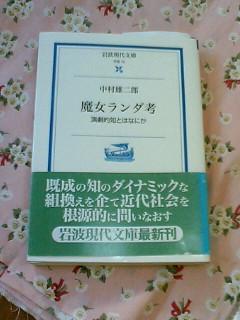 岩波現代文庫
中村雄二郎
魔女ランダ考
演劇的知とはなにか
既成の知のダイナミックな
組換えを企て近代社会を
根源的に問いなおす
岩波現代文庫最新刊